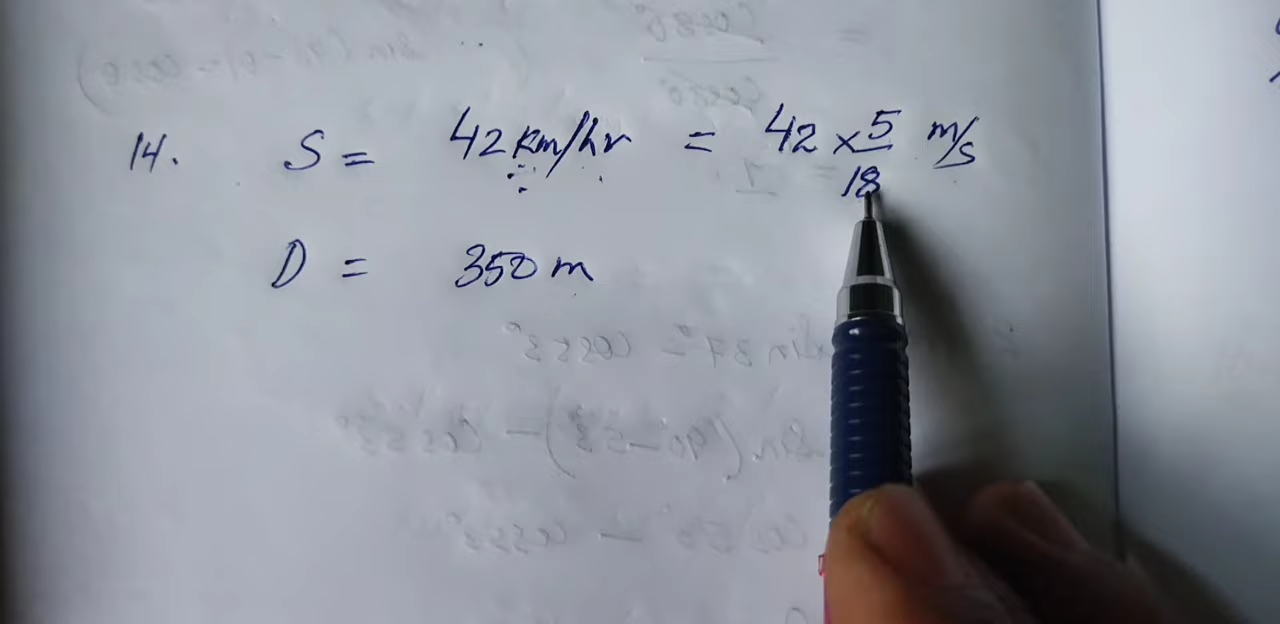 14. S = 42 km/hr = 42 × 5/18 m/s
D = 350 m